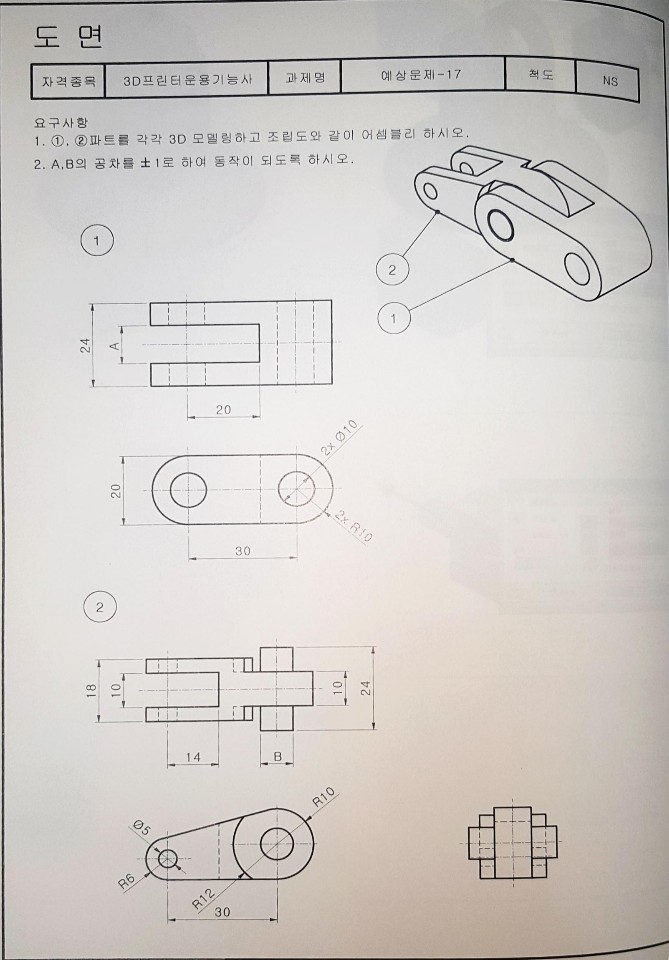 도 면
자격종목 3D프린터운용기능사 과제명 예상문제-17 척도 NS
요구사항
1. ①, ②파트를 각각 3D 모델링하고 조립도와 같이 어셈블리 하시오.
2. A,B의 공차를 ±1로 하여 동작이 되도록 하시오.
1
2
1
24
A
20
2x Ø10
20
2x R10
30
2
18
10
10
24
14
B
R10
Ø5
R6
R12
30